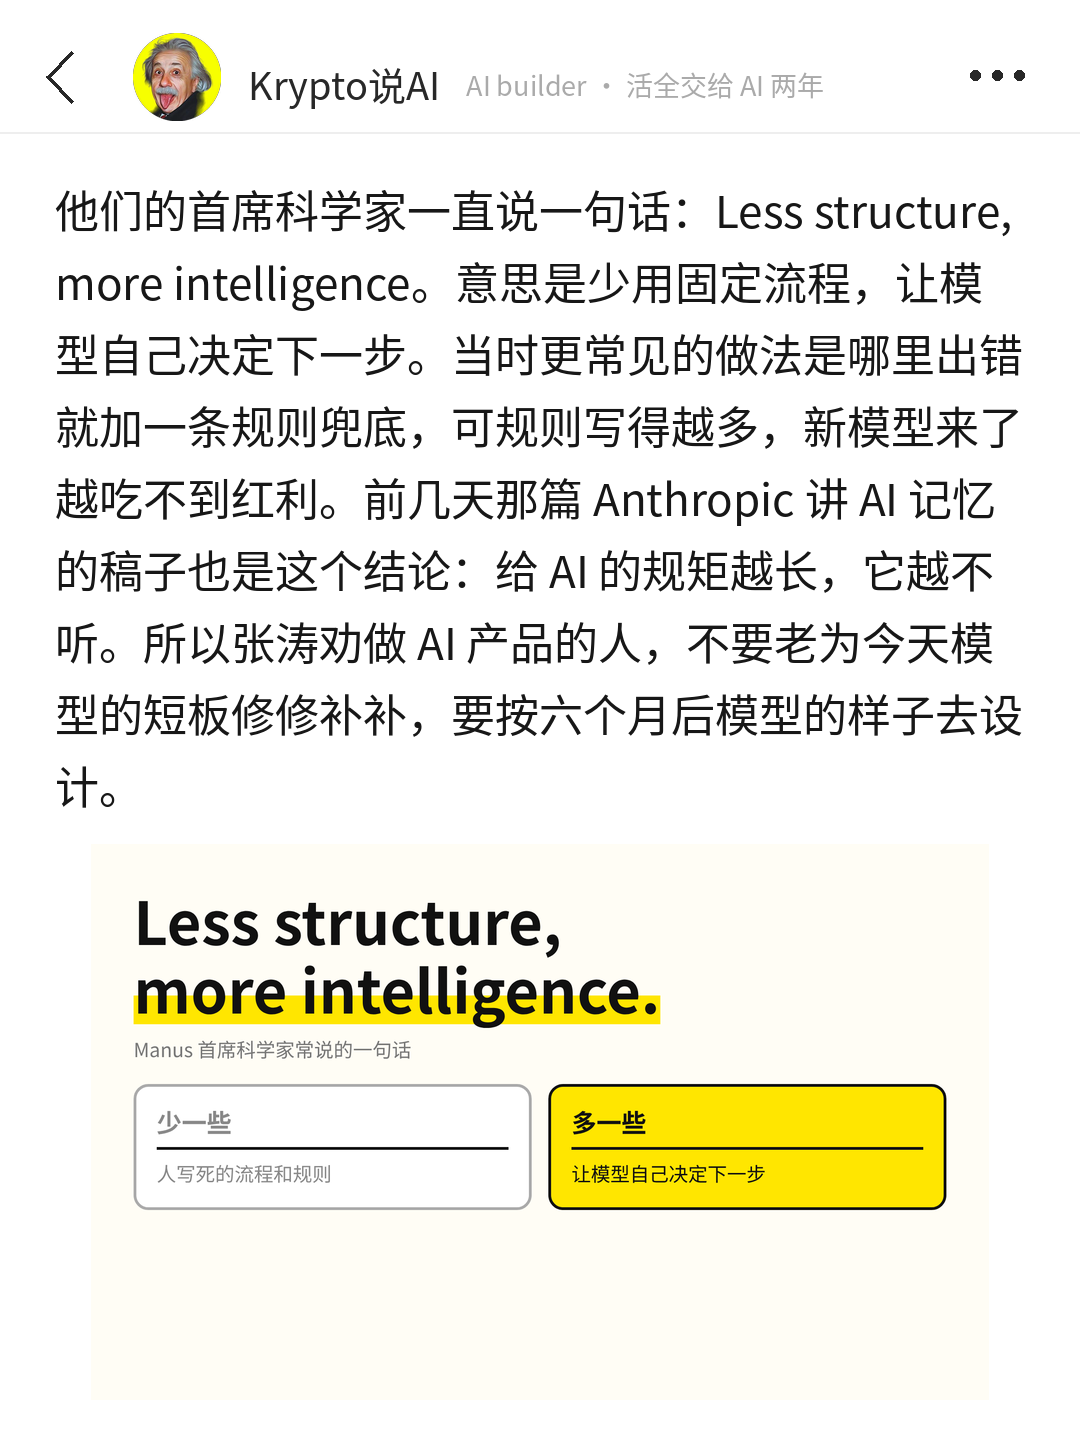 Krypto说AI AI builder · 活全交给 AI 两年
他们的首席科学家一直说一句话：Less structure,
more intelligence。意思是少用固定流程，让模
型自己决定下一步。当时更常见的做法是哪里出错
就加一条规则兜底，可规则写得越多，新模型来了
越吃不到红利。前几天那篇 Anthropic 讲 AI 记忆
的稿子也是这个结论：给 AI 的规矩越长，它越不
听。所以张涛劝做 AI 产品的人，不要老为今天模
型的短板修修补补，要按六个月后模型的样子去设
计。
Less structure,
more intelligence.
Manus 首席科学家常说的一句话
少一些
人写死的流程和规则
多一些
让模型自己决定下一步